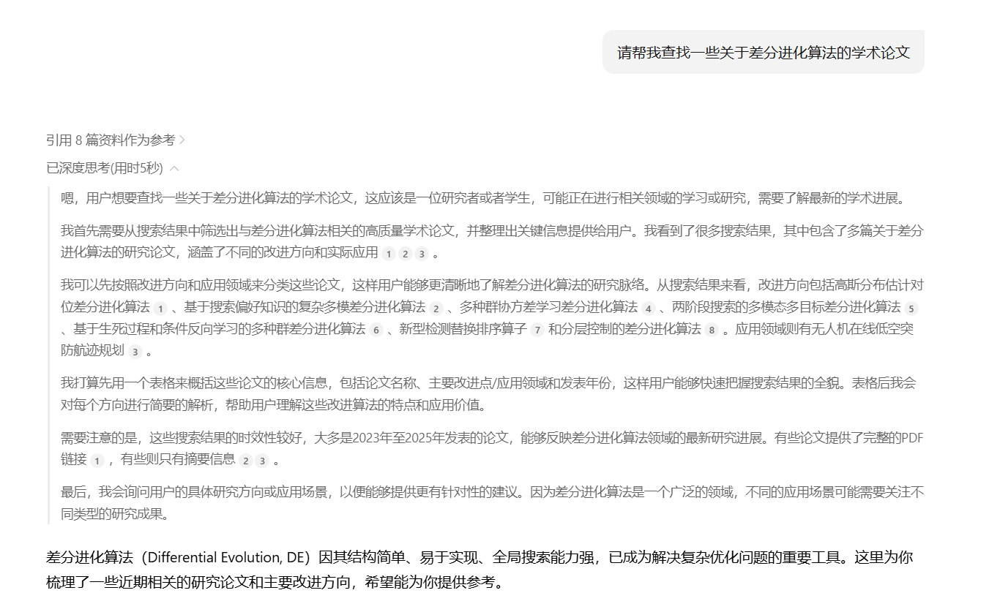 请帮我查找一些关于差分进化算法的学术论文
引用 8 篇资料作为参考
已深度思考(用时5秒)
嗯，用户想要查找一些关于差分进化算法的学术论文，这应该是一位研究者或者学生，可能正在进行相关领域的学习或研究，需要了解最新的学术进展。
我首先需要从搜索结果中筛选出与差分进化算法相关的高质量学术论文，并整理出关键信息提供给用户。我看到了很多搜索结果，其中包含了多篇关于差分
进化算法的研究论文，涵盖了不同的改进方向和实际应用 1 2 3 。
我可以先按照改进方向和应用领域来分类这些论文，这样用户能够更清晰地了解差分进化算法的研究脉络。从搜索结果来看，改进方向包括高斯分布估计对
位差分进化算法 1 、基于搜索偏好知识的复杂多模差分进化算法 2 、多种群协方差学习差分进化算法 4 、两阶段搜索的多模态多目标差分进化算法 5
、基于生死过程和条件反向学习的多种群差分进化算法 6 、新型检测替换排序算子 7 和分层控制的差分进化算法 8 。应用领域则有无人机在线低空突
防航迹规划 3 。
我打算先用一个表格来概括这些论文的核心信息，包括论文名称、主要改进点/应用领域和发表年份，这样用户能够快速把握搜索结果的全貌。表格后我会
对每个方向进行简要的解析，帮助用户理解这些改进算法的特点和应用价值。
需要注意的是，这些搜索结果的时效性较好，大多是2023年至2025年发表的论文，能够反映差分进化算法领域的最新研究进展。有些论文提供了完整的PDF
链接 1 ，有些则只有摘要信息 2 3 。
最后，我会询问用户的具体研究方向或应用场景，以便能够提供更有针对性的建议。因为差分进化算法是一个广泛的领域，不同的应用场景可能需要关注不
同类型的研究成果。
差分进化算法（Differential Evolution, DE）因其结构简单、易于实现、全局搜索能力强，已成为解决复杂优化问题的重要工具。这里为你
梳理了一些近期相关的研究论文和主要改进方向，希望能为你提供参考。